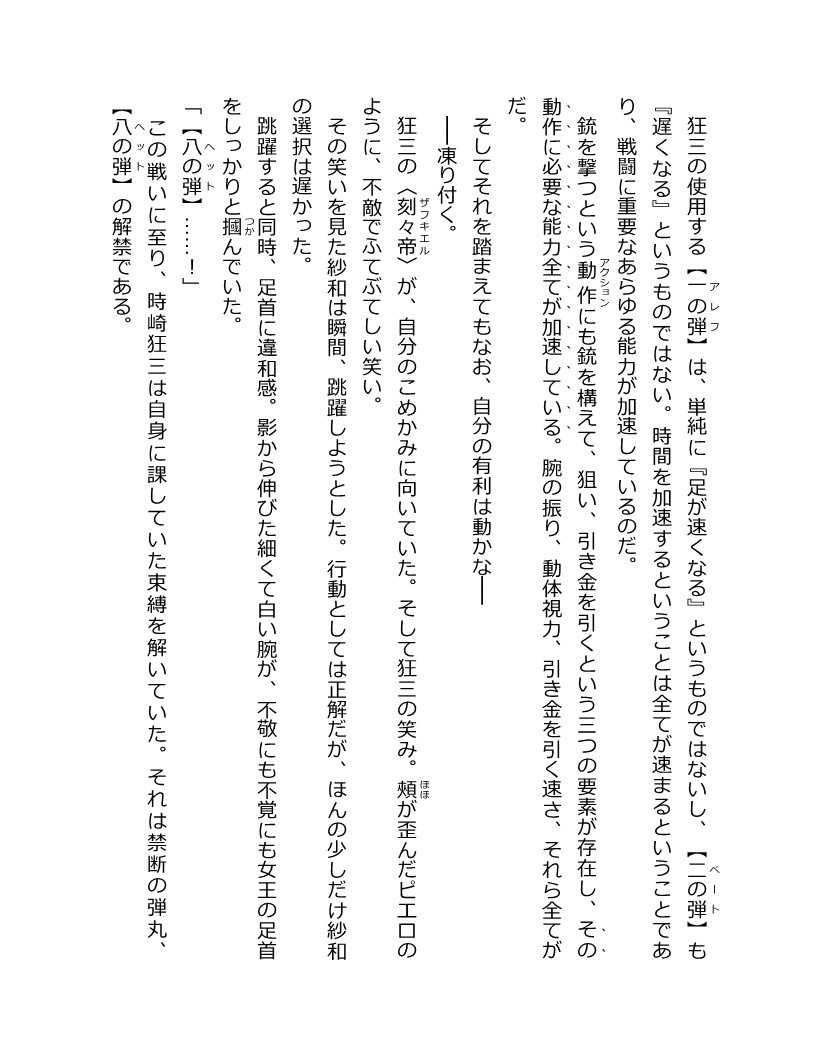 狂三の使用する【一の弾】は、単純に『足が速くなる』というものではないし、【二の弾】も
アレフ
ベート
『遅くなる』というものではない。時間を加速するということは全てが速まるということであ
り、戦闘に重要なあらゆる能力が加速しているのだ。
銃を撃つという動作にも銃を構えて、狙い、引き金を引くという三つの要素が存在し、その
アクション
動作に必要な能力全てが加速している。腕の振り、動体視力、引き金を引く速さ、それら全てが
だ。
そしてそれを踏まえてもなお、自分の有利は動かな──
──凍り付く。
狂三の〈刻々帝〉が、自分のこめかみに向いていた。そして狂三の笑み。頰が歪んだピエロの
ザフキエル
ほほ
ように、不敵でふてぶてしい笑い。
その笑いを見た紗和は瞬間、跳躍しようとした。行動としては正解だが、ほんの少しだけ紗和
の選択は遅かった。
跳躍すると同時、足首に違和感。影から伸びた細くて白い腕が、不敬にも不覚にも女王の足首
をしっかりと摑んでいた。
つか
「【八の弾】……！」
ヘット
この戦いに至り、時崎狂三は自身に課していた束縛を解いていた。それは禁断の弾丸、
【八の弾】の解禁である。
ヘット